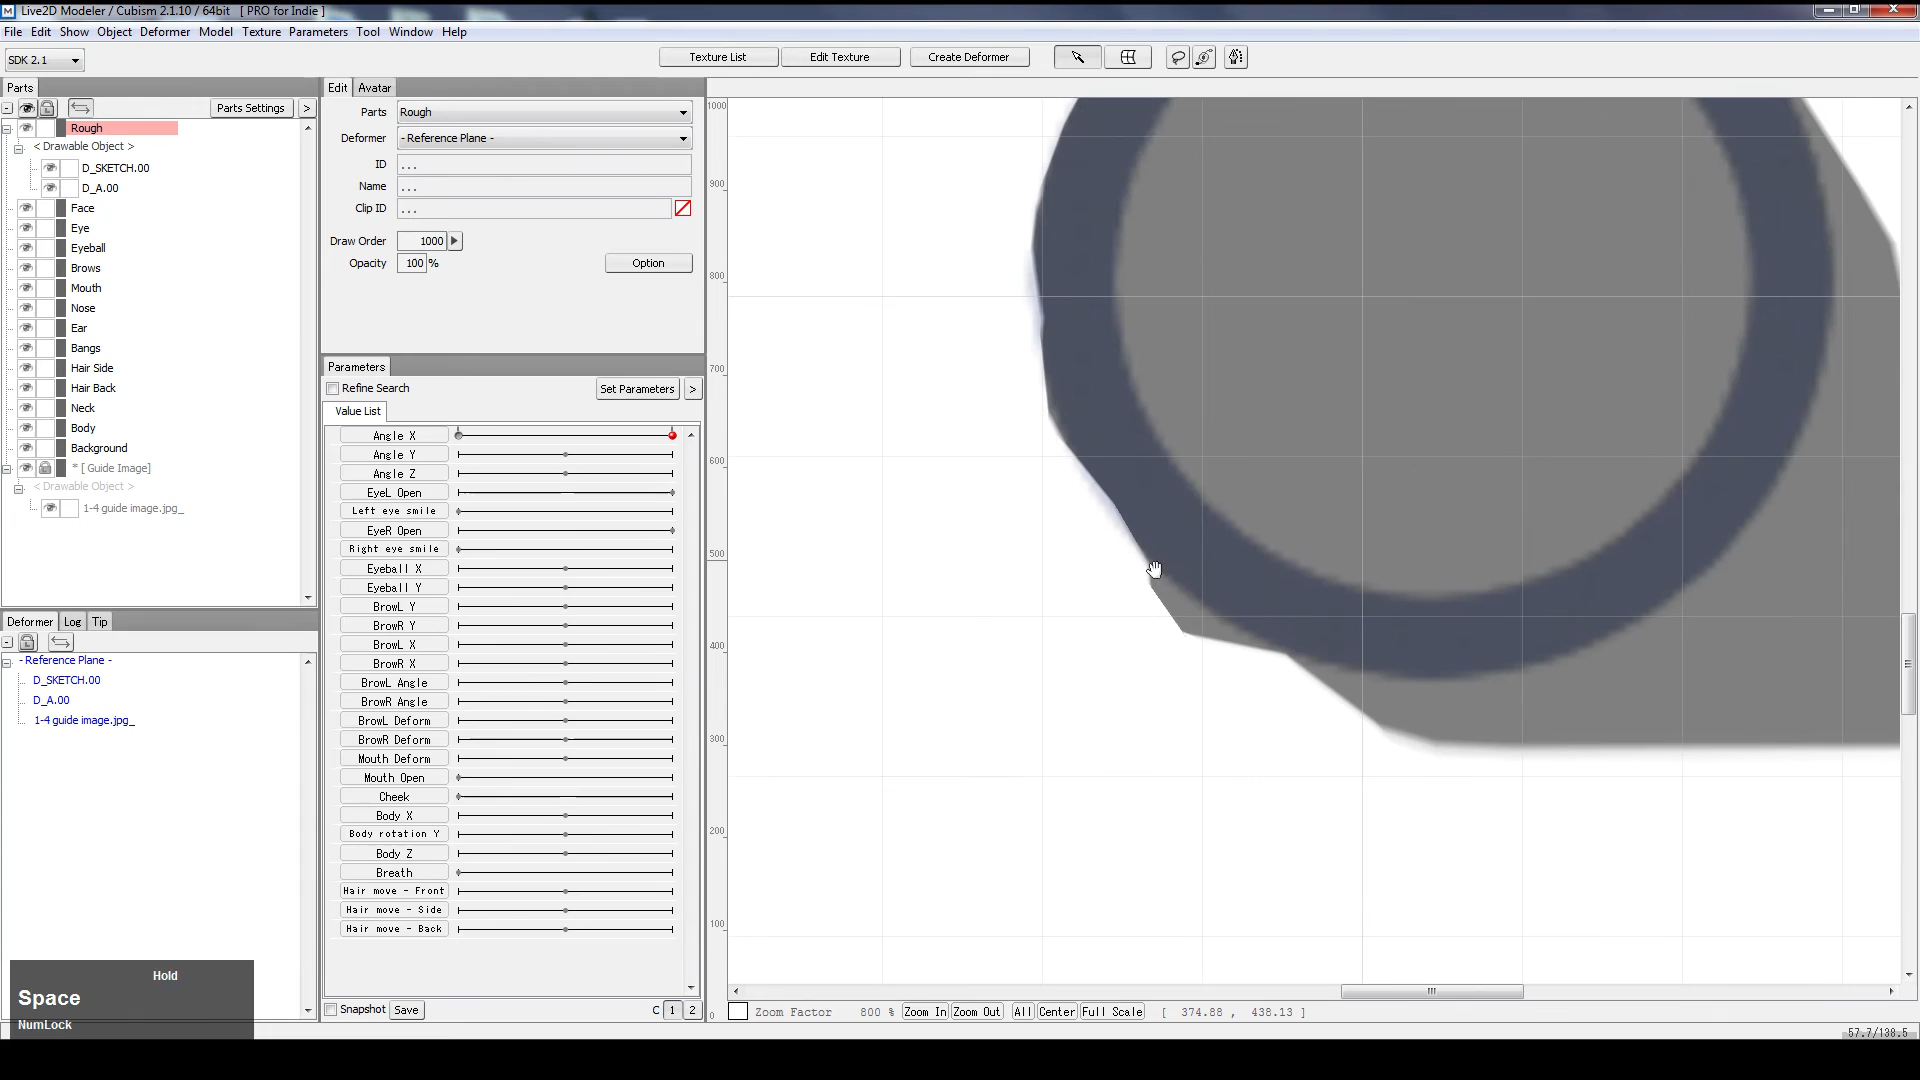 Live2D Modeler / Cubism 2.1.10 / 64bit [ PRO for Indie ]
File Edit Show Object Deformer Model Texture Parameters Tool Window Help
SDK 2.1
Texture List
Edit Texture
Create Deformer
Parts
Parts Settings
>
Rough
< Drawable Object >
D_SKETCH.00
D_A.00
Face
Eye
Eyeball
Brows
Mouth
Nose
Ear
Bangs
Hair Side
Hair Back
Neck
Body
Background
* [ Guide Image]
< Drawable Object >
1-4 guide image.jpg_
Deformer Log Tip
- Reference Plane -
D_SKETCH.00
D_A.00
1-4 guide image.jpg_
Hold
Space
NumLock
Edit Avatar
Parts Rough
Deformer - Reference Plane -
ID ...
Name ...
Clip ID ...
Draw Order 1000
Opacity 100 %
Option
Parameters
Refine Search
Set Parameters
>
Value List
Angle X
Angle Y
Angle Z
EyeL Open
Left eye smile
EyeR Open
Right eye smile
Eyeball X
Eyeball Y
BrowL Y
BrowR Y
BrowL X
BrowR X
BrowL Angle
BrowR Angle
BrowL Deform
BrowR Deform
Mouth Deform
Mouth Open
Cheek
Body X
Body rotation Y
Body Z
Breath
Hair move - Front
Hair move - Side
Hair move - Back
Snapshot
Save
C 1 2
1000
900
800
700
600
500
400
300
200
100
0
Zoom Factor 800 % Zoom In Zoom Out All Center Full Scale [ 374.88 , 438.13 ]
57.7/138.5